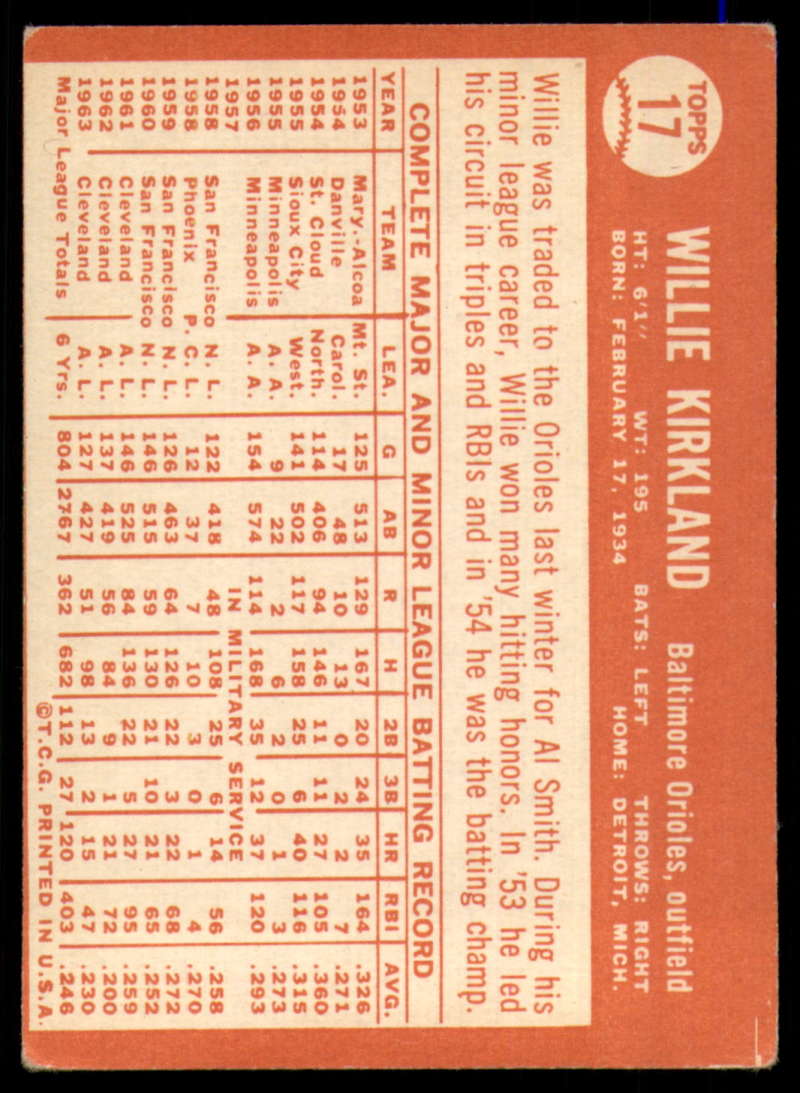 TOPPS
17
WILLIE KIRKLAND Baltimore Orioles, outfield
HT: 6'1" WT: 195 BATS: LEFT THROWS: RIGHT
BORN: FEBRUARY 17, 1934 HOME: DETROIT, MICH.
Willie was traded to the Orioles last winter for Al Smith. During his
minor league career, Willie won many hitting honors. In '53 he led
his circuit in triples and RBIs and in '54 he was the batting champ.
COMPLETE MAJOR AND MINOR LEAGUE BATTING RECORD
YEAR TEAM LEA. G AB R H 2B 3B HR RBI AVG.
1953 Mary.-Alcoa Mt. St. 125 513 129 167 20 24 35 164 .326
1954 Danville Carol. 17 48 10 13 0 2 2 7 .271
1954 St. Cloud North. 114 406 94 146 11 11 27 105 .360
1955 Sioux City West. 141 502 117 158 25 6 40 116 .315
1955 Minneapolis A. A. 9 22 2 6 2 0 1 3 .273
1956 Minneapolis A. A. 154 574 114 168 35 12 37 120 .293
1957 IN MILITARY SERVICE
1958 San Francisco N. L. 122 418 48 108 25 6 14 56 .258
1958 Phoenix P. C. L. 12 37 7 10 3 0 1 4 .270
1959 San Francisco N. L. 126 463 64 126 22 3 22 68 .272
1960 San Francisco N. L. 146 515 59 130 21 10 21 65 .252
1961 Cleveland A. L. 146 525 84 136 22 5 27 95 .259
1962 Cleveland A. L. 137 419 56 84 9 1 21 72 .200
1963 Cleveland A. L. 127 427 51 98 13 2 15 47 .230
Major League Totals 6 Yrs. 804 2767 362 682 112 27 120 403 .246
©T.C.G. PRINTED IN U.S.A.